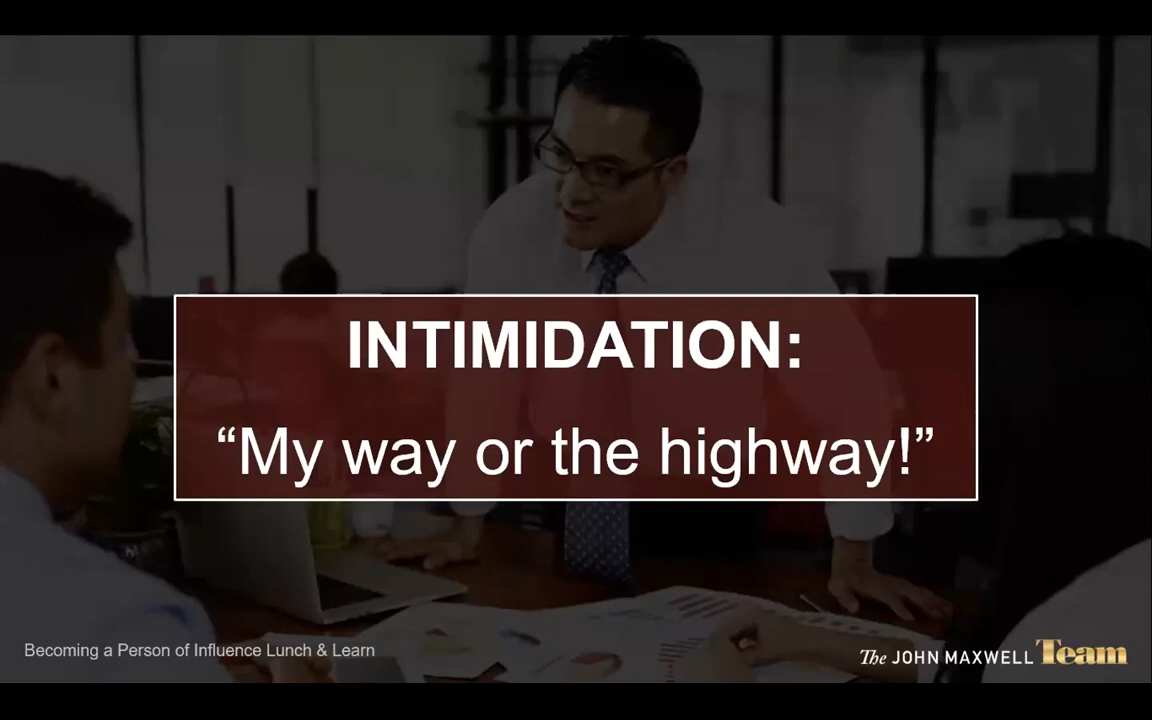 INTIMIDATION:
“My way or the highway!”
Becoming a Person of Influence Lunch & Learn
The JOHN MAXWELL Team